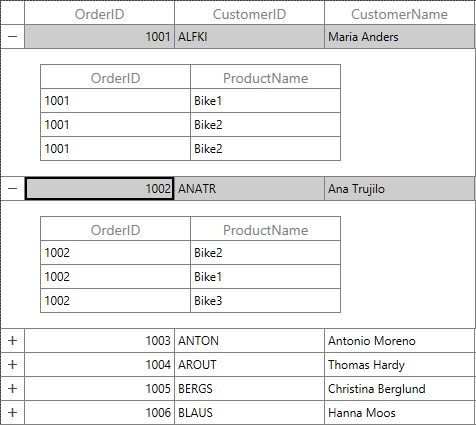 OrderID CustomerID CustomerName
1001 ALFKI Maria Anders
OrderID ProductName
1001 Bike1
1001 Bike2
1001 Bike2
1002 ANATR Ana Trujilo
OrderID ProductName
1002 Bike2
1002 Bike1
1002 Bike3
1003 ANTON Antonio Moreno
1004 AROUT Thomas Hardy
1005 BERGS Christina Berglund
1006 BLAUS Hanna Moos